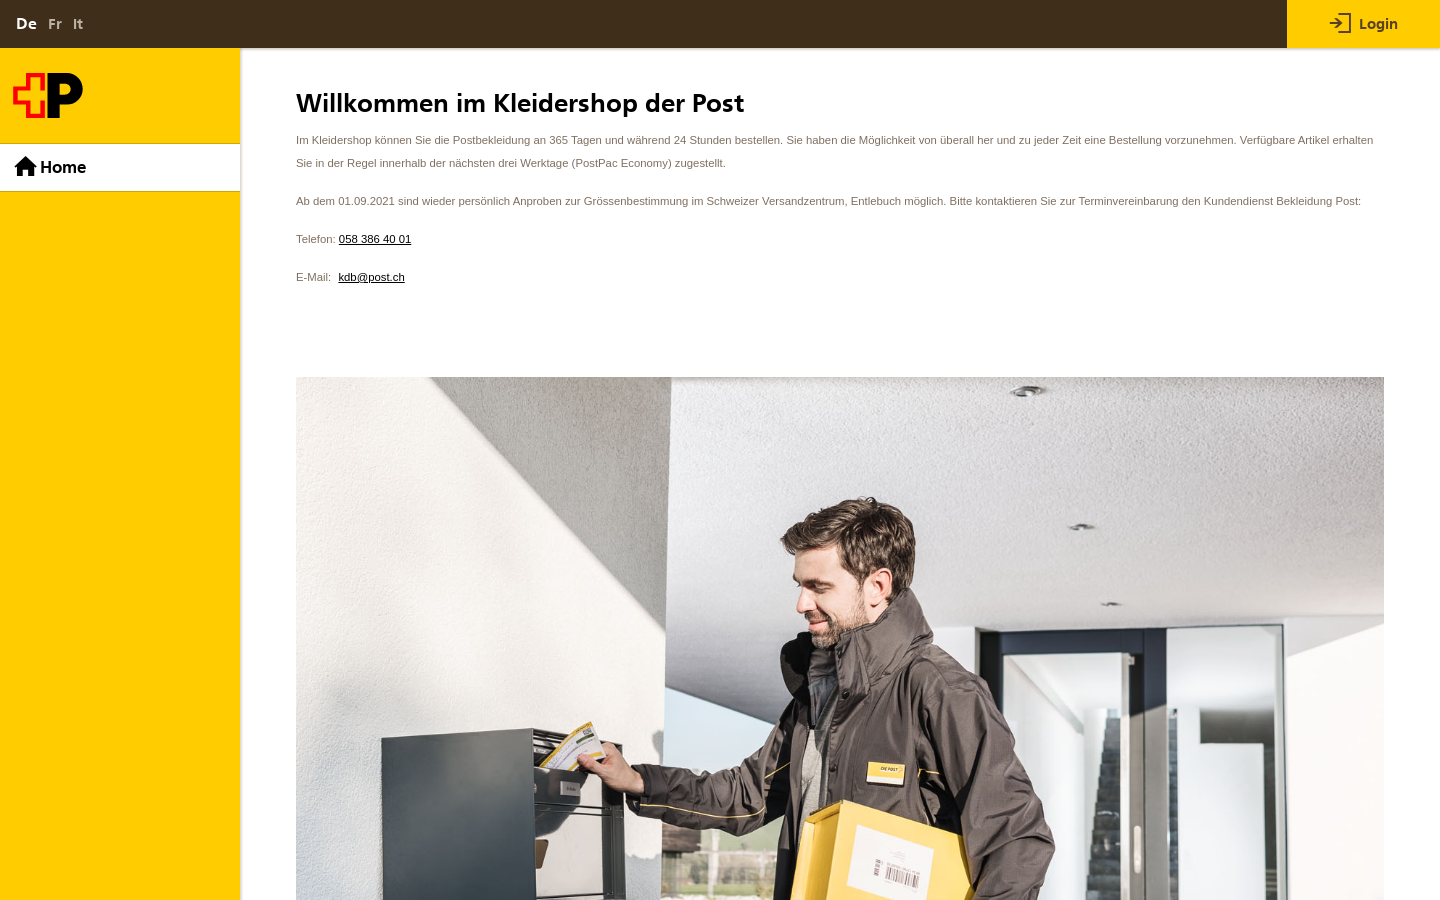 De Fr It
Login
P
Home
Willkommen im Kleidershop der Post
Im Kleidershop können Sie die Postbekleidung an 365 Tagen und während 24 Stunden bestellen. Sie haben die Möglichkeit von überall her und zu jeder Zeit eine Bestellung vorzunehmen. Verfügbare Artikel erhalten
Sie in der Regel innerhalb der nächsten drei Werktage (PostPac Economy) zugestellt.
Ab dem 01.09.2021 sind wieder persönlich Anproben zur Grössenbestimmung im Schweizer Versandzentrum, Entlebuch möglich. Bitte kontaktieren Sie zur Terminvereinbarung den Kundendienst Bekleidung Post:
Telefon: 058 386 40 01
E-Mail: kdb@post.ch
DIE POST